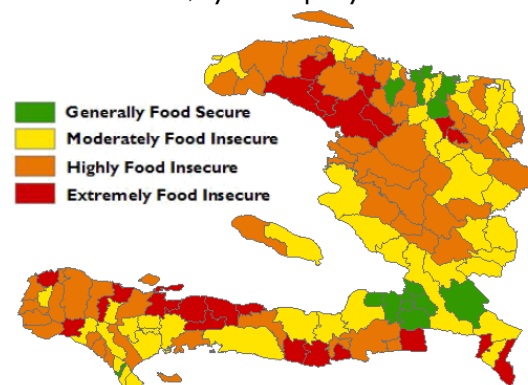 Generally Food Secure
Moderately Food Insecure
Highly Food Insecure
Extremely Food Insecure